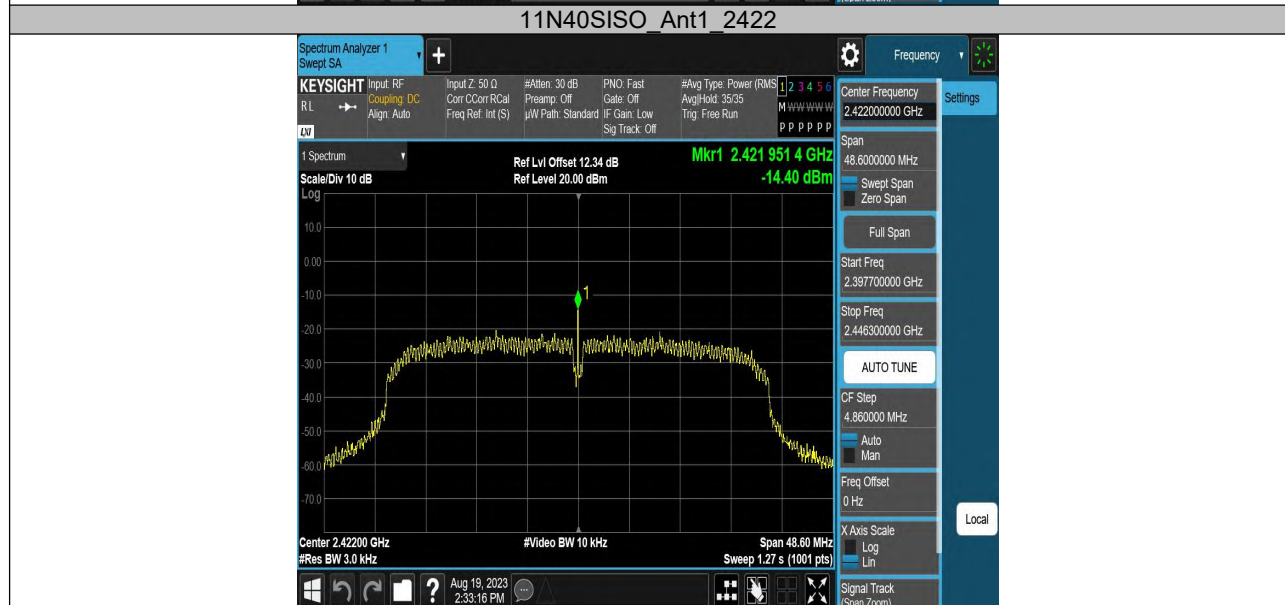 11N40SISO_Ant1_2422
Spectrum Analyzer 1
Swept SA
+
Frequency
KEYSIGHT
RL
LXI
Input: RF
Coupling: DC
Align: Auto
Input Z: 50 Ω
Corr CCorr RCal
Freq Ref: Int (S)
#Atten: 30 dB
Preamp: Off
µW Path: Standard
PNO: Fast
Gate: Off
IF Gain: Low
Sig Track: Off
#Avg Type: Power (RMS
Avg|Hold: 35/35
Trig: Free Run
1 2 3 4 5 6
M W W W W W
P P P P P P
Center Frequency
2.422000000 GHz
Settings
Span
48.6000000 MHz
Swept Span
Zero Span
Full Span
Start Freq
2.397700000 GHz
Stop Freq
2.446300000 GHz
AUTO TUNE
CF Step
4.860000 MHz
Auto
Man
Freq Offset
0 Hz
X Axis Scale
Log
Lin
Signal Track
(Span Zoom)
Local
1 Spectrum
Scale/Div 10 dB
Log
Ref Lvl Offset 12.34 dB
Ref Level 20.00 dBm
Mkr1 2.421 951 4 GHz
-14.40 dBm
10.0
0.00
-10.0
-20.0
-30.0
-40.0
-50.0
-60.0
-70.0
1
Center 2.42200 GHz
#Res BW 3.0 kHz
#Video BW 10 kHz
Span 48.60 MHz
Sweep 1.27 s (1001 pts)
?
Aug 19, 2023
2:33:16 PM